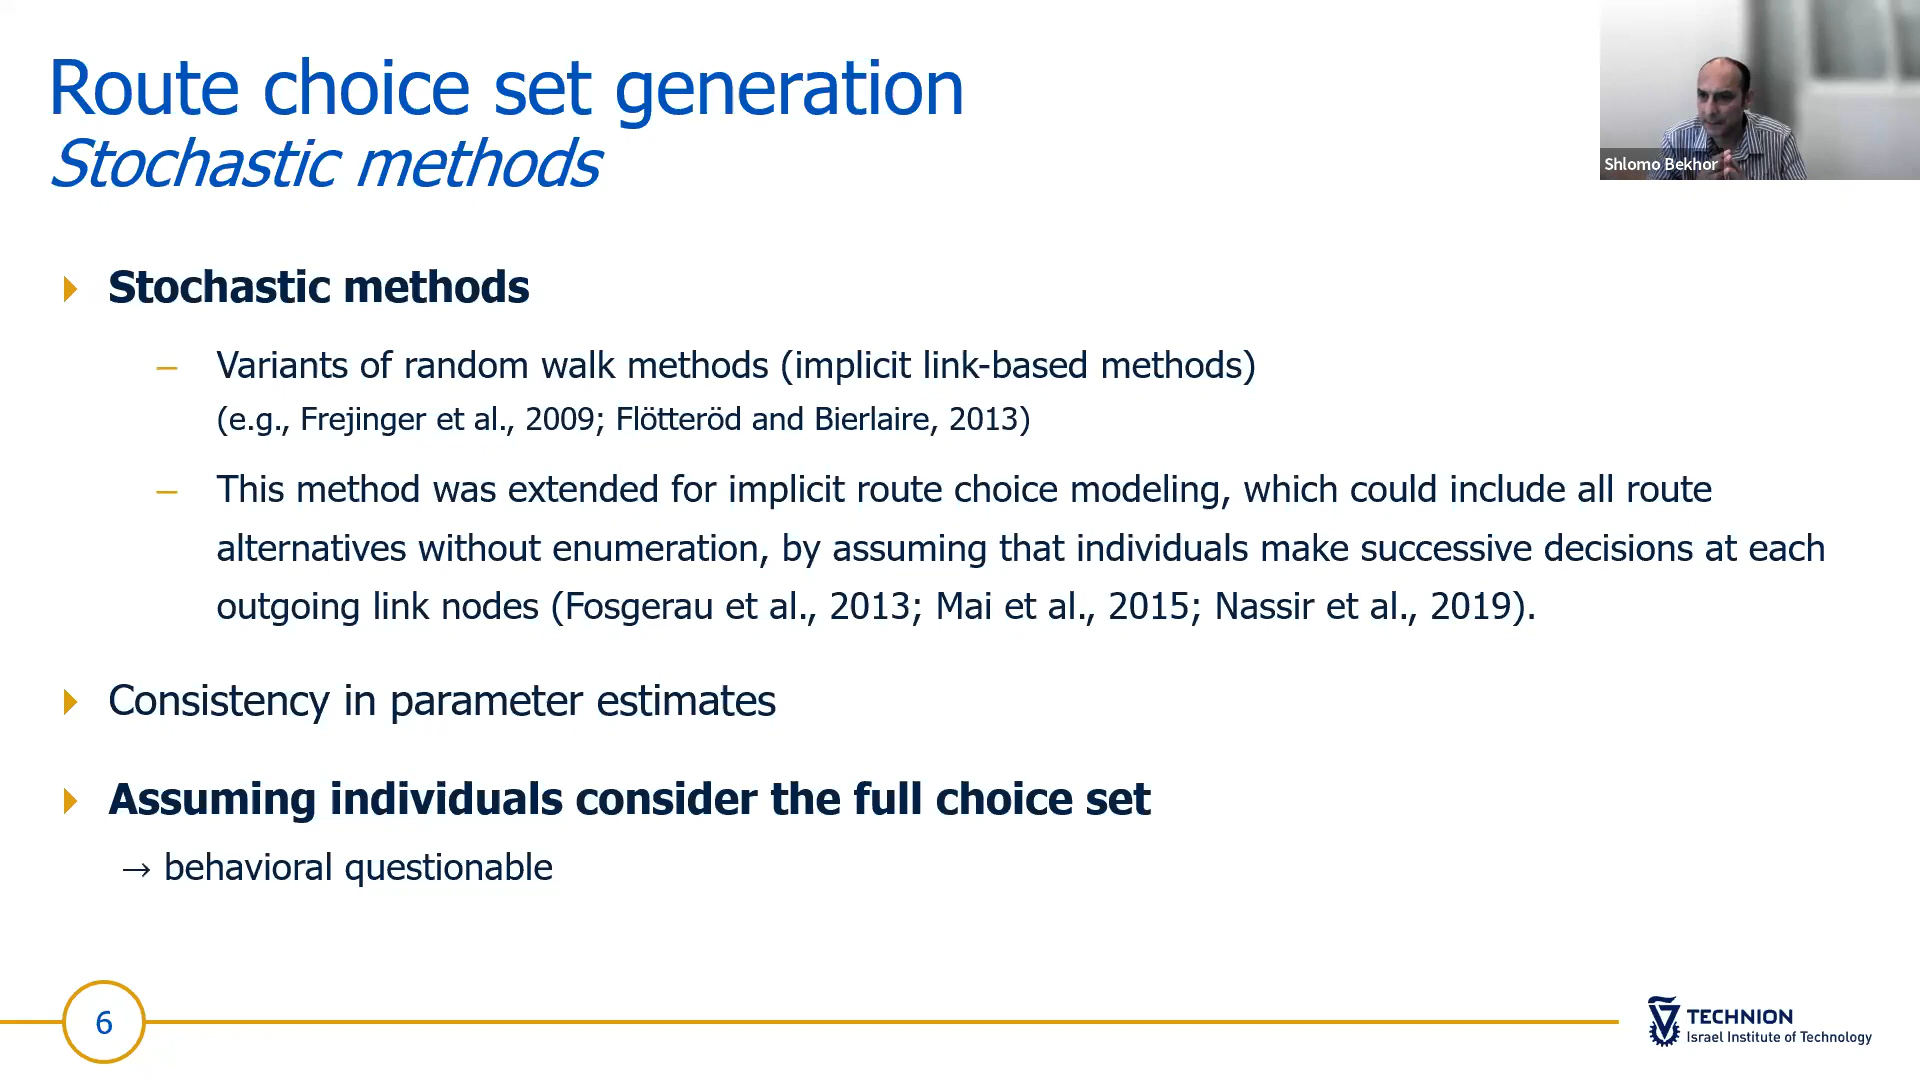 Route choice set generation
Stochastic methods
Shlomo Bekhor
Stochastic methods
– Variants of random walk methods (implicit link-based methods)
(e.g., Frejinger et al., 2009; Flötteröd and Bierlaire, 2013)
– This method was extended for implicit route choice modeling, which could include all route
alternatives without enumeration, by assuming that individuals make successive decisions at each
outgoing link nodes (Fosgerau et al., 2013; Mai et al., 2015; Nassir et al., 2019).
Consistency in parameter estimates
Assuming individuals consider the full choice set
→ behavioral questionable
6
TECHNION
Israel Institute of Technology